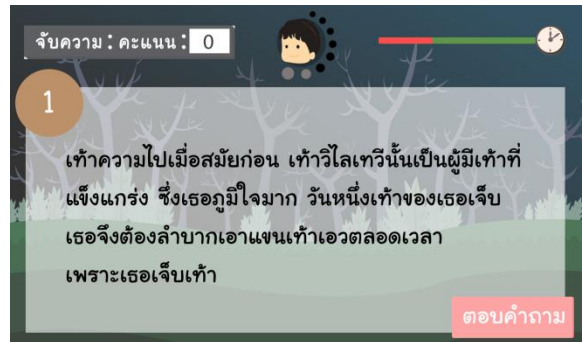 จับความ : คะแนน : 0
1
เท้าความไปเมื่อสมัยก่อน เท้าวิไลเทวีนั้นเป็นผู้มีเท้าที่
แข็งแกร่ง ซึ่งเธอภูมิใจมาก วันหนึ่งเท้าของเธอเจ็บ
เธอจึงต้องลำบากเอาแขนเท้าเอวตลอดเวลา
เพราะเธอเจ็บเท้า
ตอบคำถาม